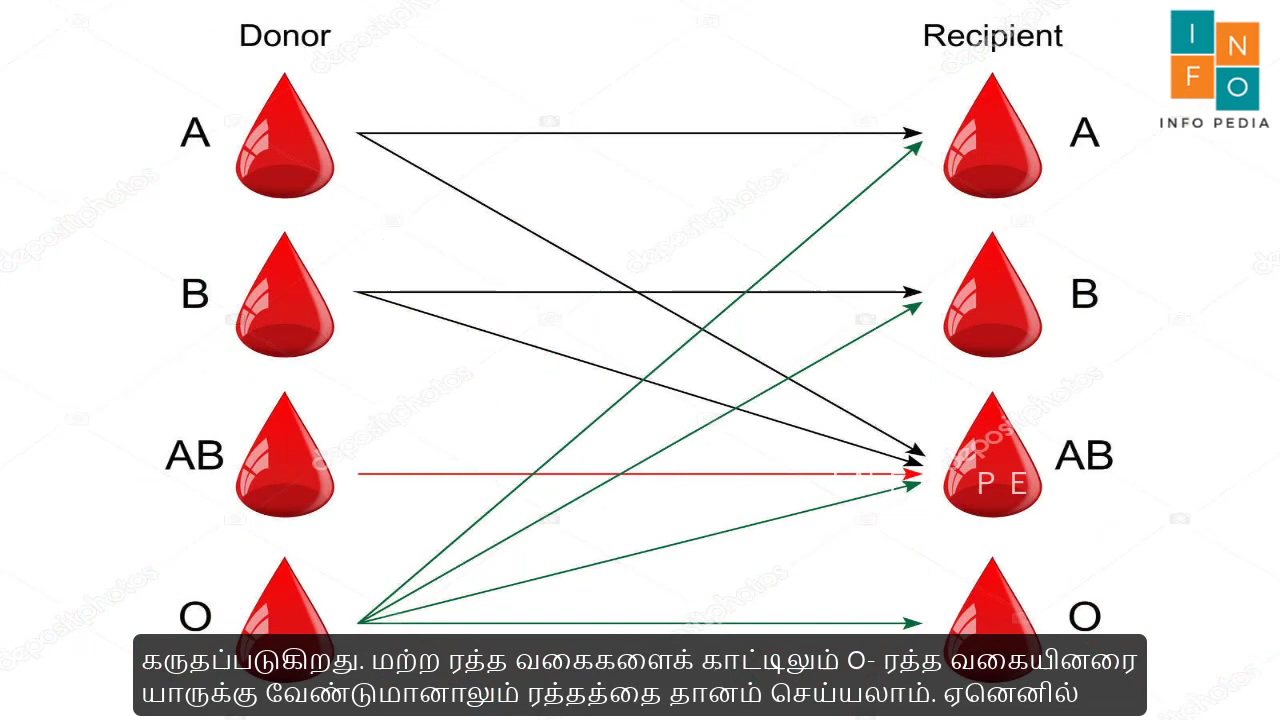 Donor
Recipient
I N
F O
INFO PEDIA
A
A
B
B
AB
AB
P E
O
O
depositphotos
கருதப்படுகிறது. மற்ற ரத்த வகைகளைக் காட்டிலும் O- ரத்த வகையினரை
யாருக்கு வேண்டுமானாலும் ரத்தத்தை தானம் செய்யலாம். ஏனெனில்